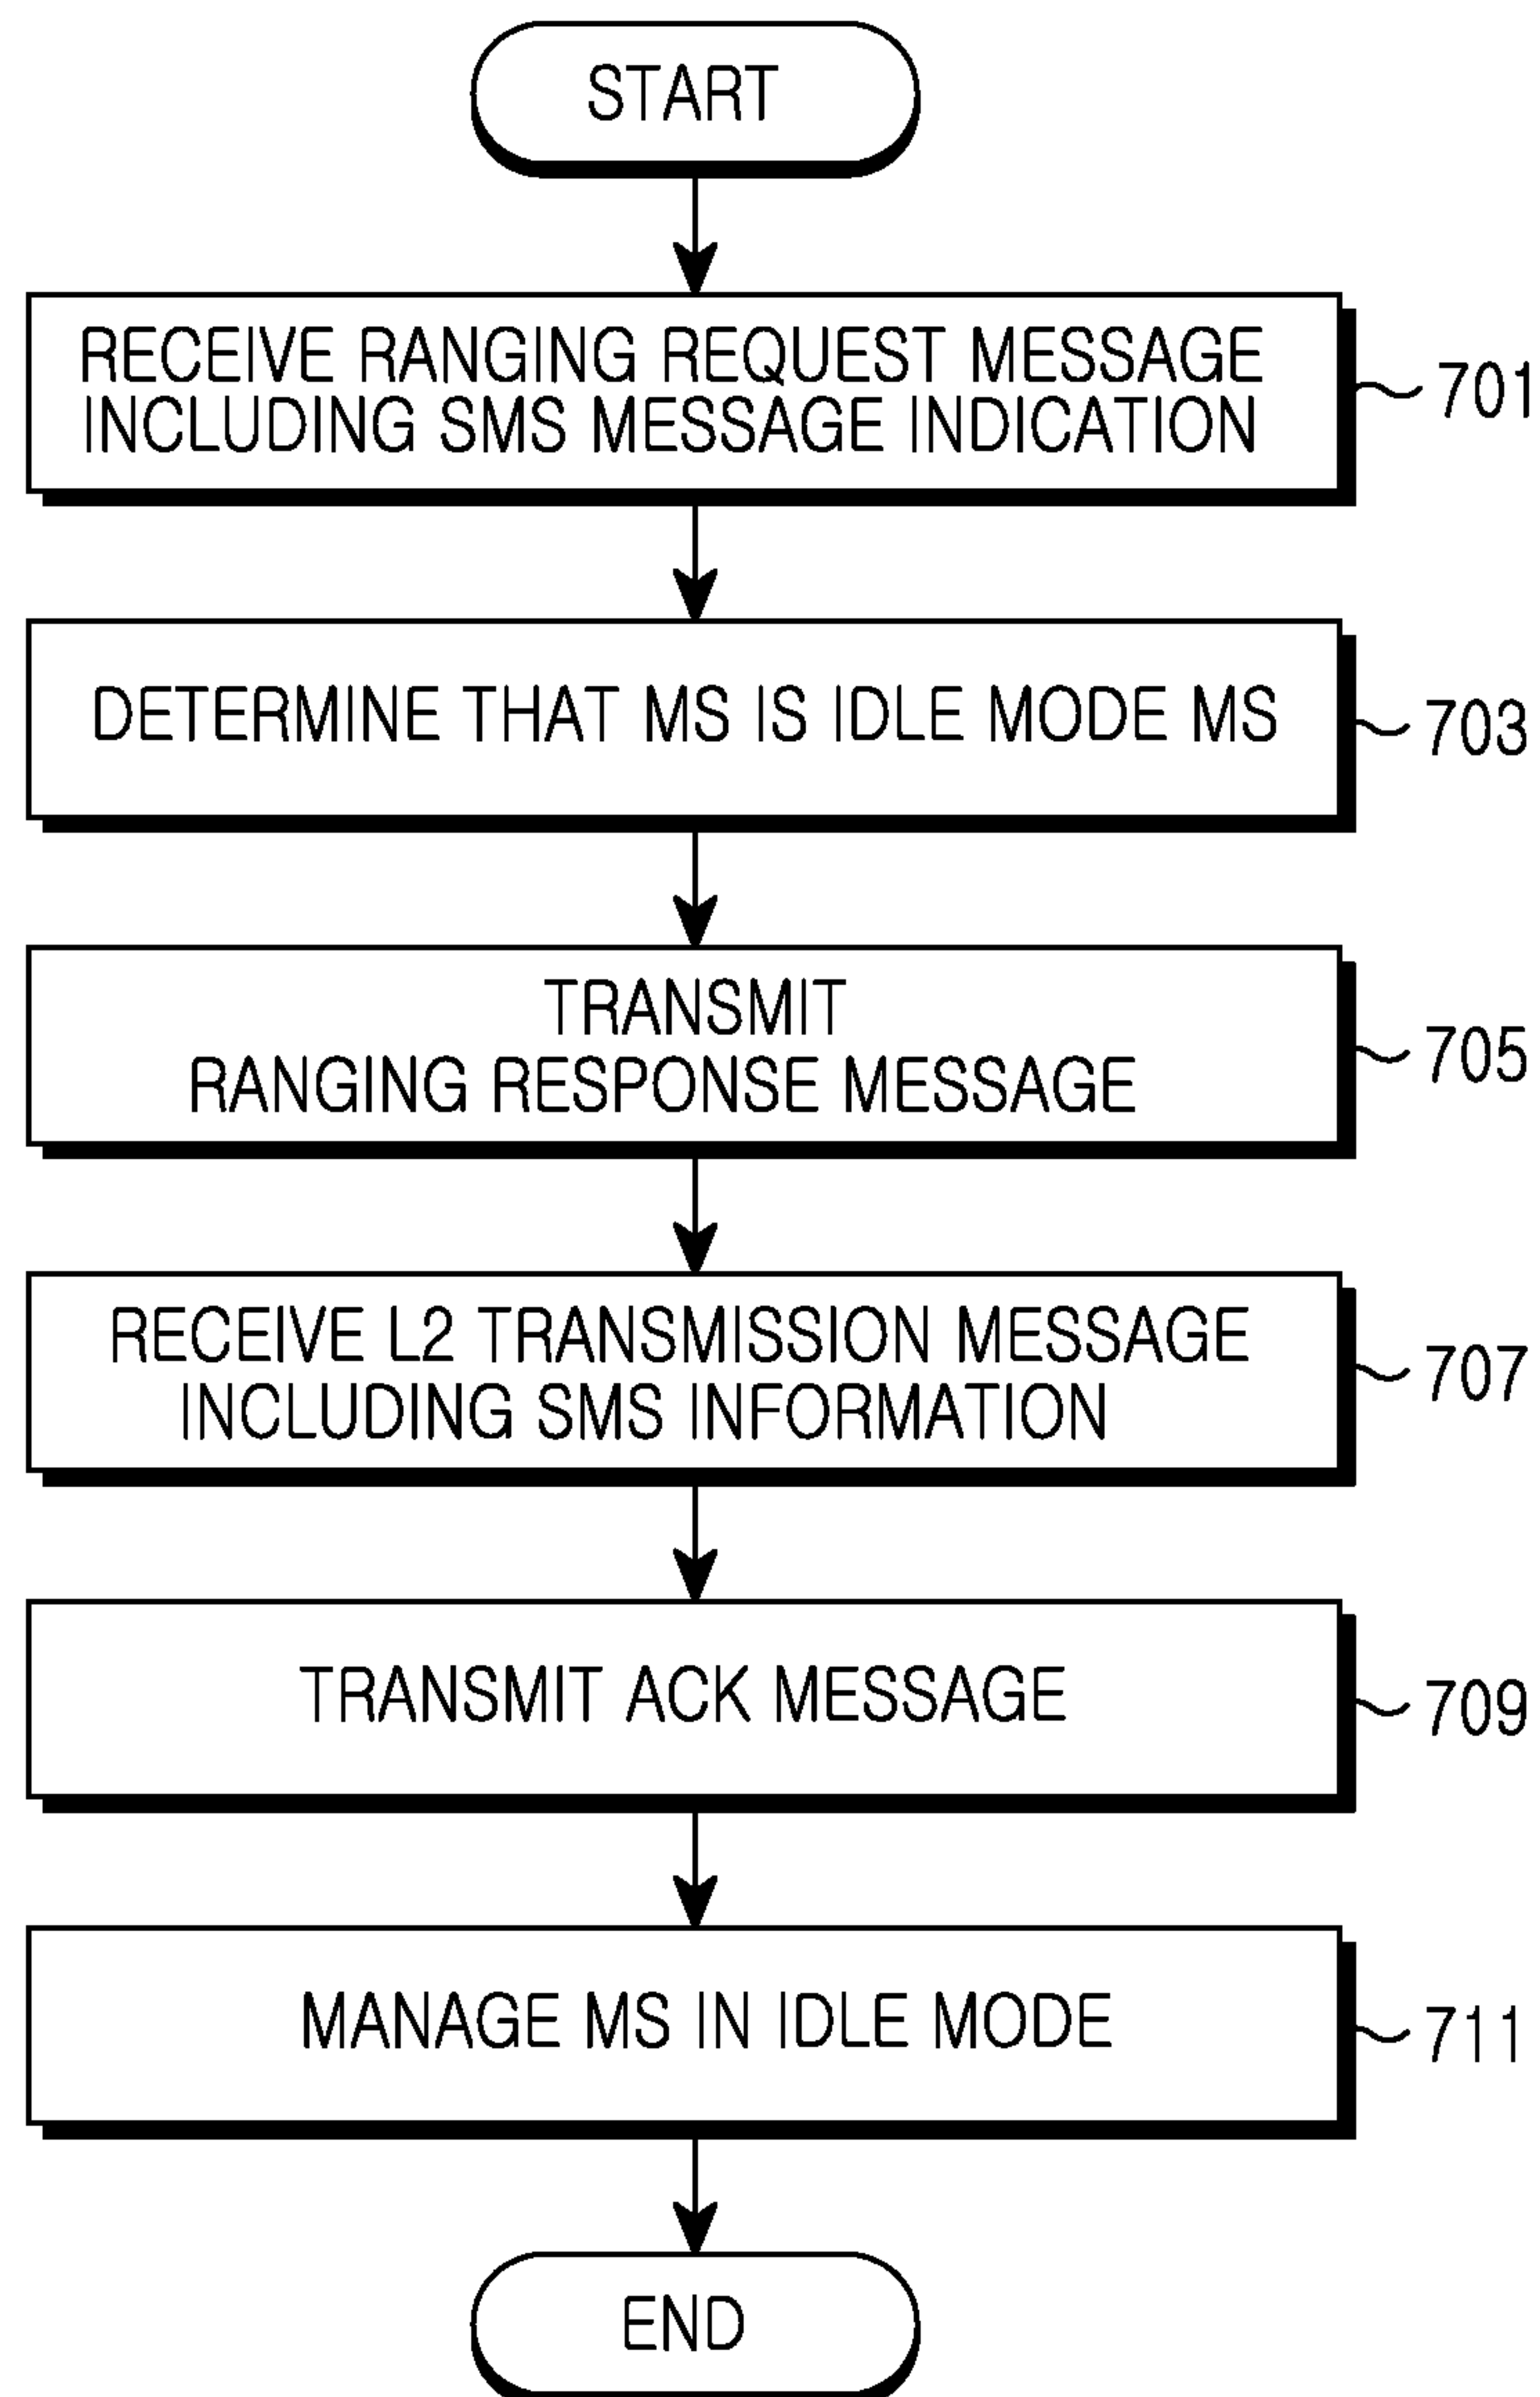 START
RECEIVE RANGING REQUEST MESSAGE
INCLUDING SMS MESSAGE INDICATION
701
DETERMINE THAT MS IS IDLE MODE MS
703
TRANSMIT
RANGING RESPONSE MESSAGE
705
RECEIVE L2 TRANSMISSION MESSAGE
INCLUDING SMS INFORMATION
707
TRANSMIT ACK MESSAGE
709
MANAGE MS IN IDLE MODE
711
END